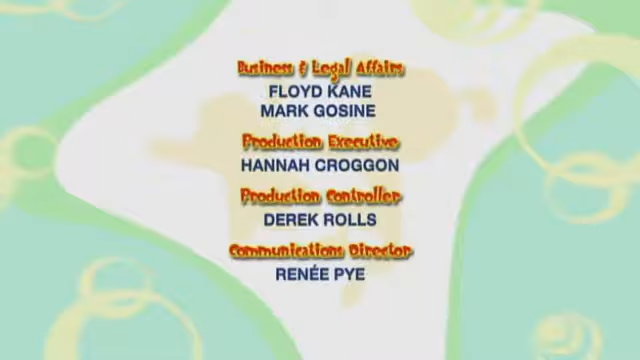 Business & Legal Affairs
FLOYD KANE
MARK GOSINE
Production Executive
HANNAH CROGGON
Production Controller
DEREK ROLLS
Communications Director
RENÉE PYE